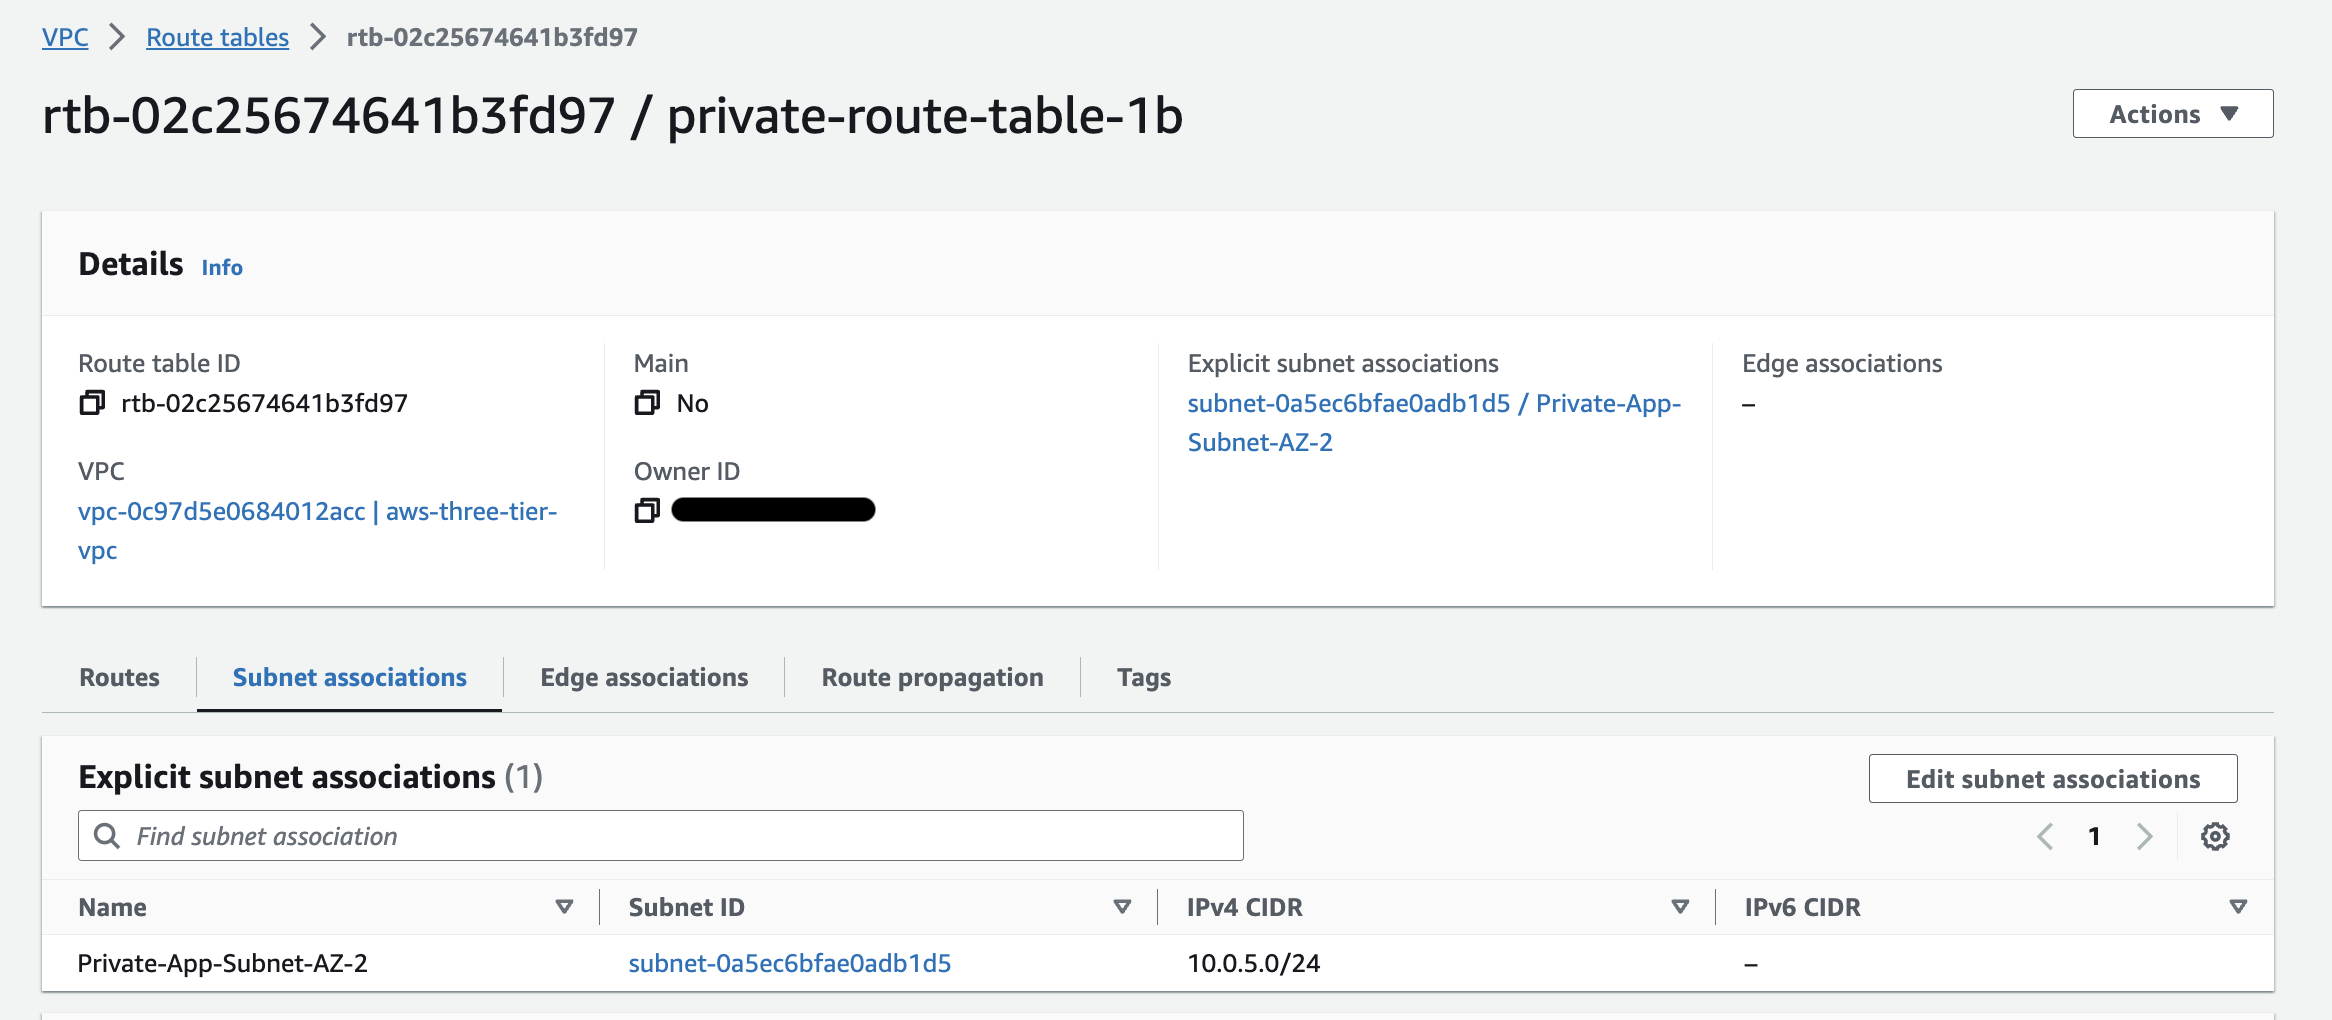 VPC > Route tables > rtb-02c25674641b3fd97
rtb-02c25674641b3fd97 / private-route-table-1b
Actions
Details Info
Route table ID
rtb-02c25674641b3fd97
VPC
vpc-0c97d5e0684012acc | aws-three-tier-
vpc
Main
No
Owner ID
Explicit subnet associations
subnet-0a5ec6bfae0adb1d5 / Private-App-
Subnet-AZ-2
Edge associations
–
Routes Subnet associations Edge associations Route propagation Tags
Explicit subnet associations (1)
Edit subnet associations
Find subnet association
1
Name Subnet ID IPv4 CIDR IPv6 CIDR
Private-App-Subnet-AZ-2 subnet-0a5ec6bfae0adb1d5 10.0.5.0/24 –